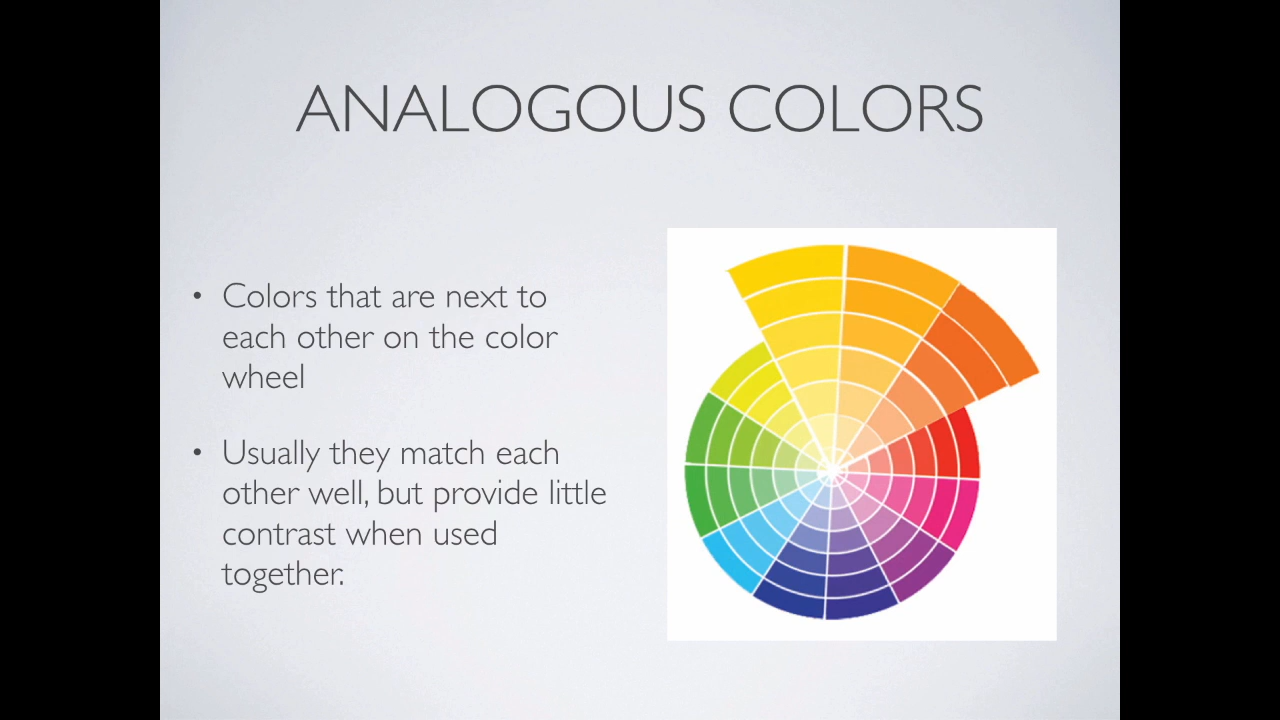 ANALOGOUS COLORS
• Colors that are next to
each other on the color
wheel
• Usually they match each
other well, but provide little
contrast when used
together.